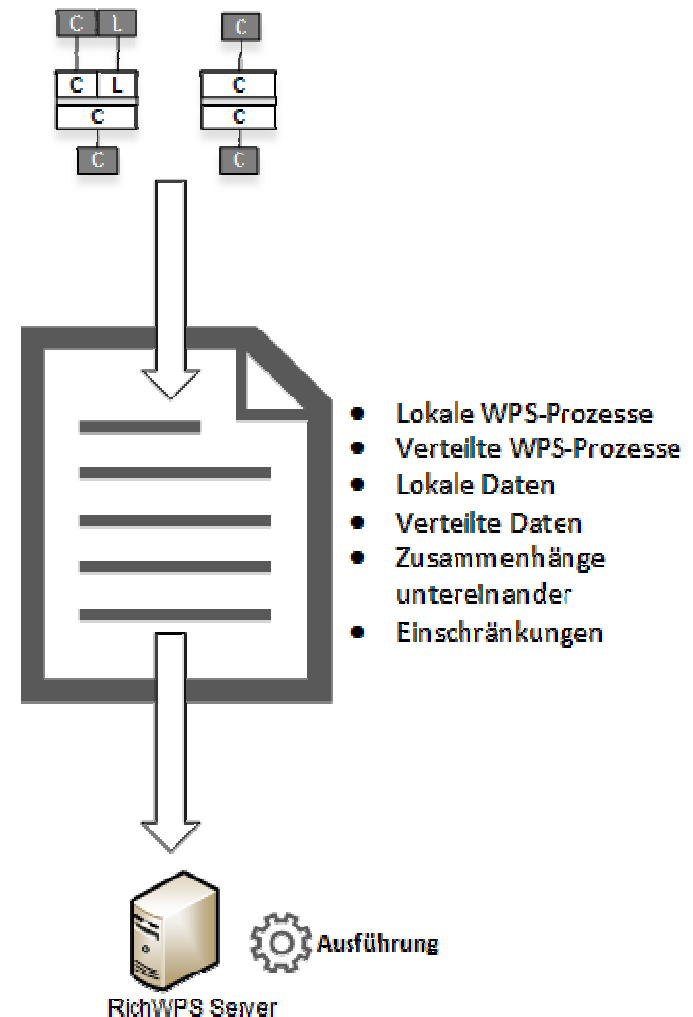 C L C
C L C
C C
C C
• Lokale WPS-Prozesse
• Verteilte WPS-Prozesse
• Lokale Daten
• Verteilte Daten
• Zusammenhänge
untereinander
• Einschränkungen
Ausführung
RichWPS Server